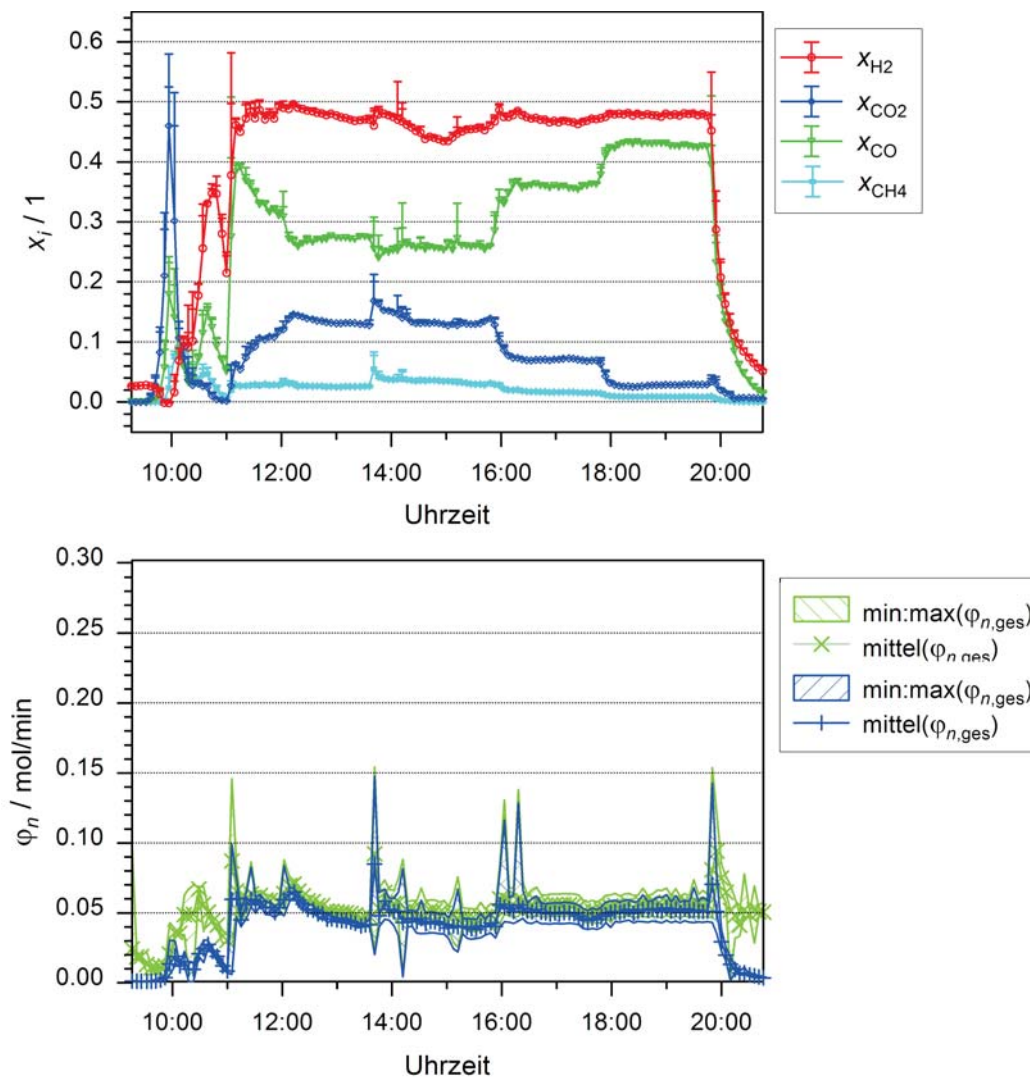 0.6
0.5
0.4
0.3
0.2
0.1
0.0
x_i / 1
10:00 12:00 14:00 16:00 18:00 20:00
Uhrzeit
x_H2
x_CO2
x_CO
x_CH4
0.30
0.25
0.20
0.15
0.10
0.05
0.00
φ_n / mol/min
10:00 12:00 14:00 16:00 18:00 20:00
Uhrzeit
min:max(φ_n,ges)
mittel(φ_n,ges)
min:max(φ_n,ges)
mittel(φ_n,ges)